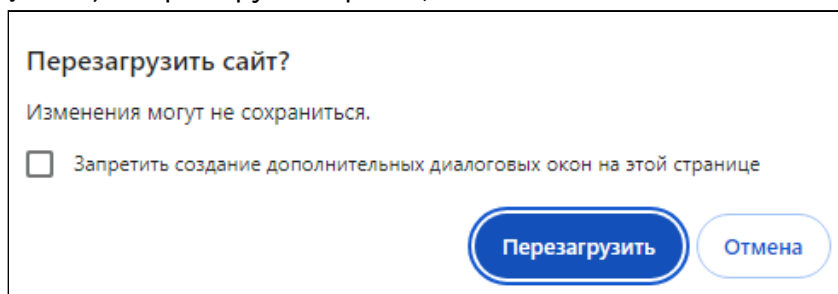 Перезагрузить сайт?
Изменения могут не сохраниться.
Запретить создание дополнительных диалоговых окон на этой странице
Перезагрузить Отмена